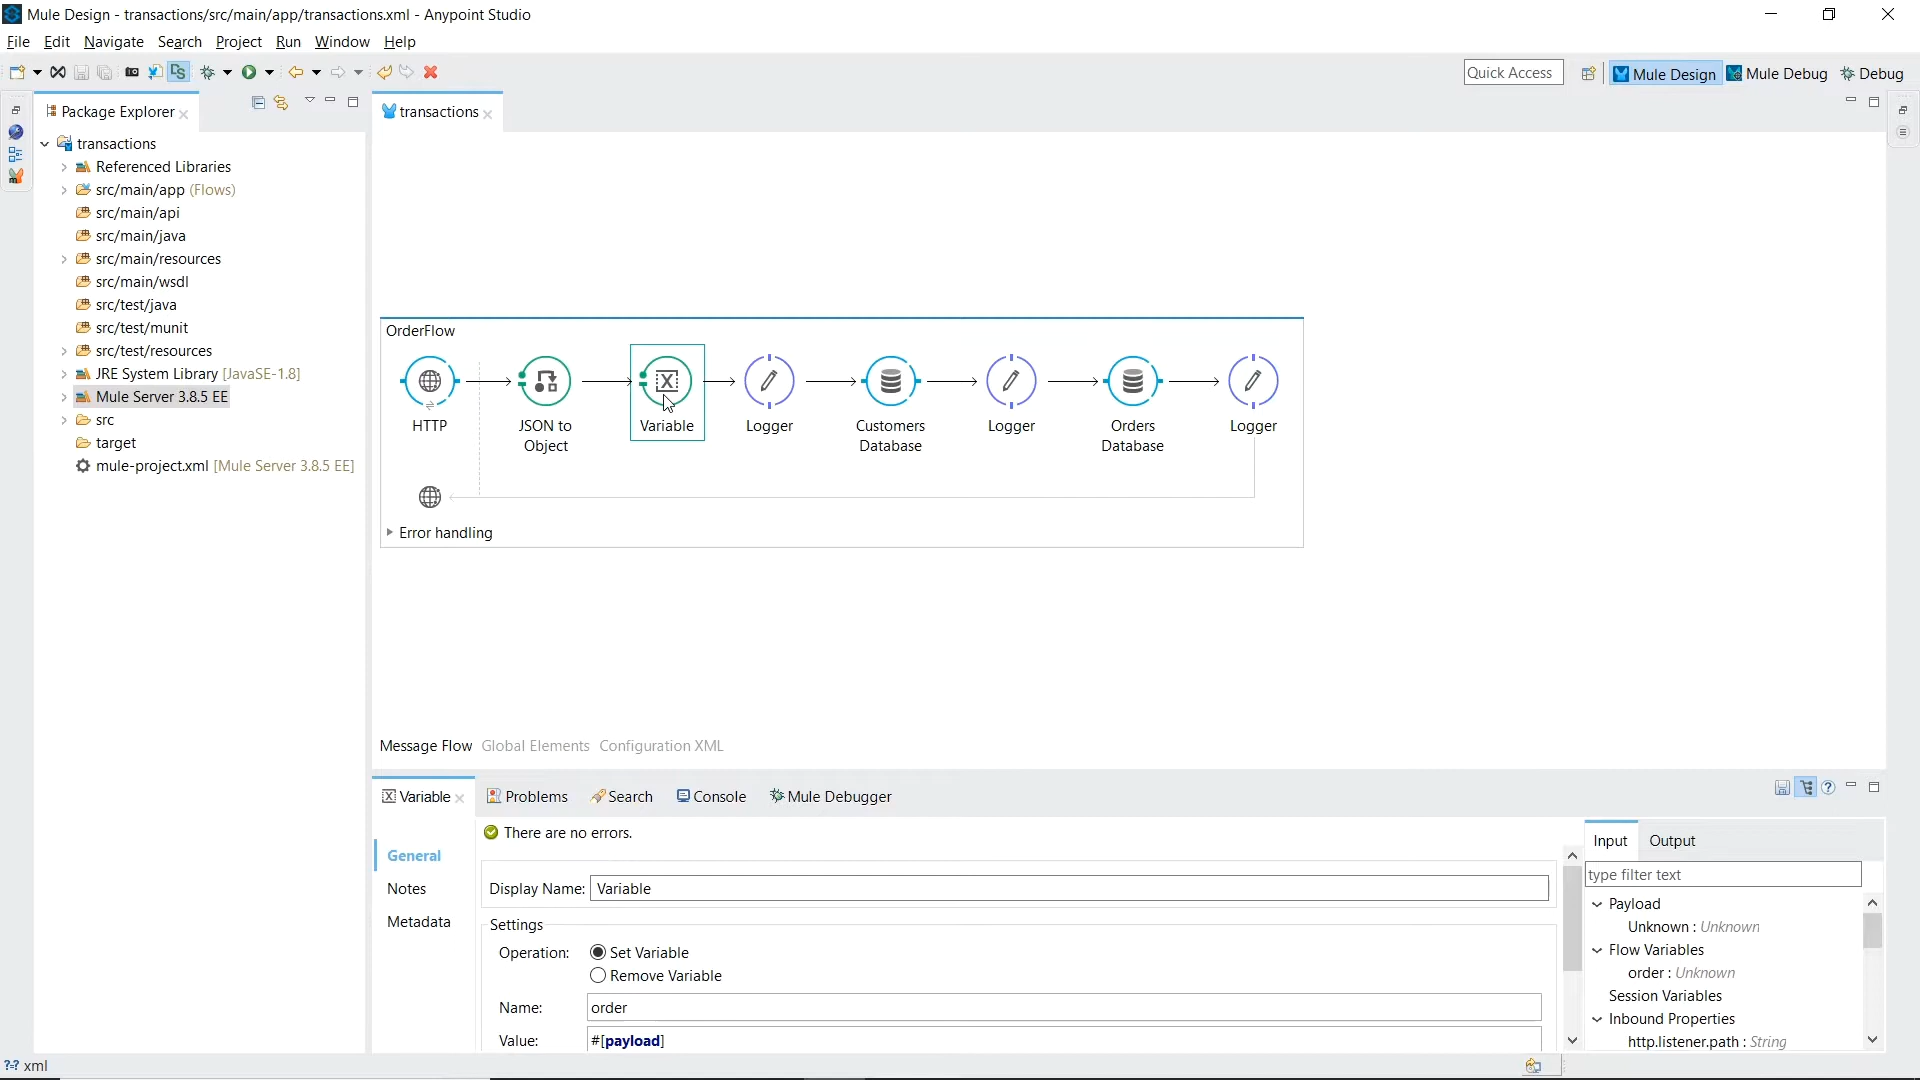 Mule Design - transactions/src/main/app/transactions.xml - Anypoint Studio
File Edit Navigate Search Project Run Window Help
Quick Access Mule Design Mule Debug Debug
Package Explorer
transactions
transactions
Referenced Libraries
src/main/app (Flows)
src/main/api
src/main/java
src/main/resources
src/main/wsdl
src/test/java
src/test/munit
src/test/resources
JRE System Library [JavaSE-1.8]
Mule Server 3.8.5 EE
src
target
mule-project.xml [Mule Server 3.8.5 EE]
OrderFlow
HTTP
JSON to
Object
Variable
Logger
Customers
Database
Logger
Orders
Database
Logger
Error handling
Message Flow Global Elements Configuration XML
Variable Problems Search Console Mule Debugger
There are no errors.
General
Notes
Metadata
Display Name: Variable
Settings
Operation: Set Variable
Remove Variable
Name: order
Value: #[payload]
Input Output
type filter text
Payload
Unknown : Unknown
Flow Variables
order : Unknown
Session Variables
Inbound Properties
http.listener.path : String
xml